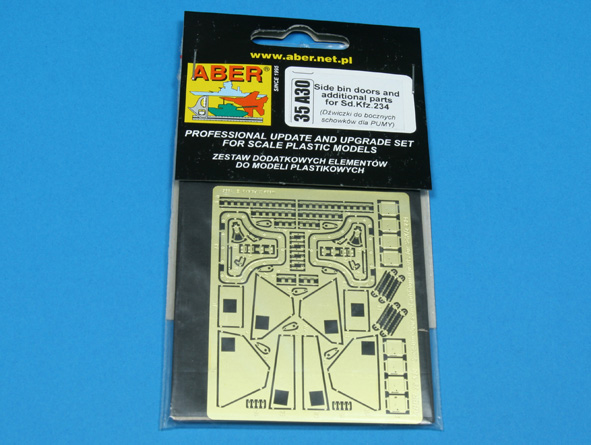 www.aber.net.pl
ABER®
SINCE 1995
35 A30
Side bin doors and
additional parts
for Sd.Kfz.234
(Dźwiczki do bocznych
schowków dla PUMY)
PROFESSIONAL UPDATE AND UPGRADE SET
FOR SCALE PLASTIC MODELS
ZESTAW DODATKOWYCH ELEMENTÓW
DO MODELI PLASTIKOWYCH